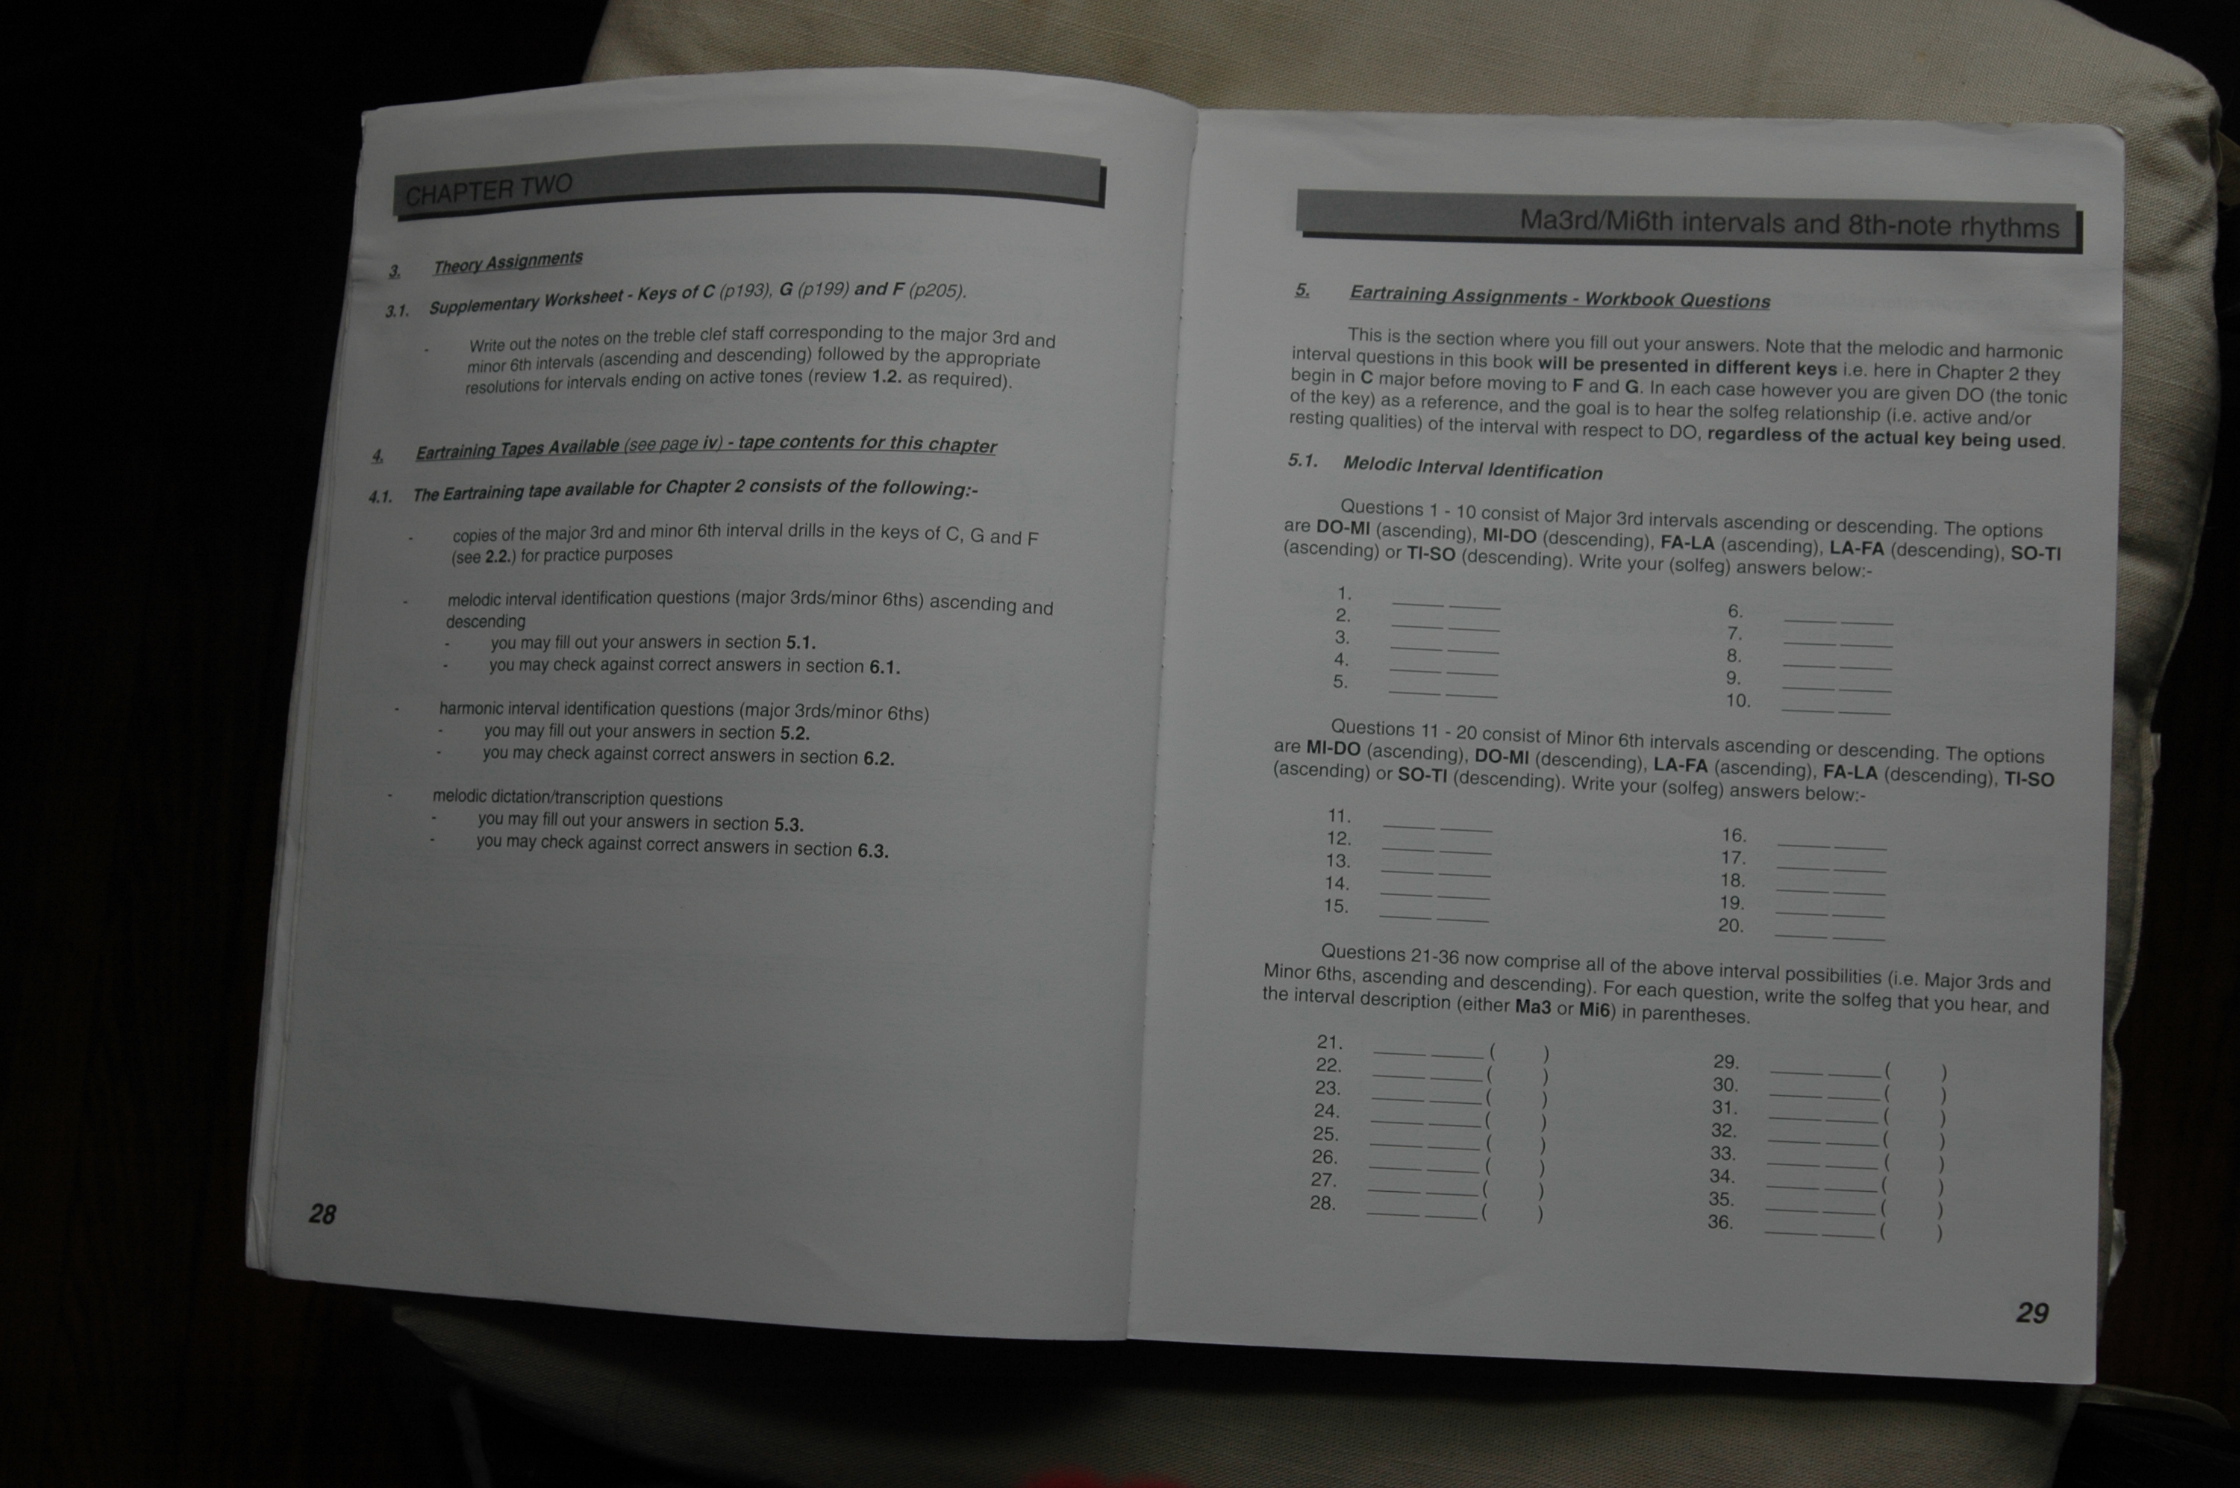 CHAPTER TWO
3. Theory Assignments
3.1. Supplementary Worksheet - Keys of C (p193), G (p199) and F (p205).
- Write out the notes on the treble clef staff corresponding to the major 3rd and
minor 6th intervals (ascending and descending) followed by the appropriate
resolutions for intervals ending on active tones (review 1.2. as required).
4. Eartraining Tapes Available (see page iv) - tape contents for this chapter
4.1. The Eartraining tape available for Chapter 2 consists of the following:-
- copies of the major 3rd and minor 6th interval drills in the keys of C, G and F
(see 2.2.) for practice purposes
- melodic interval identification questions (major 3rds/minor 6ths) ascending and
descending
- you may fill out your answers in section 5.1.
- you may check against correct answers in section 6.1.
- harmonic interval identification questions (major 3rds/minor 6ths)
- you may fill out your answers in section 5.2.
- you may check against correct answers in section 6.2.
- melodic dictation/transcription questions
- you may fill out your answers in section 5.3.
- you may check against correct answers in section 6.3.
28
Ma3rd/Mi6th intervals and 8th-note rhythms
5. Eartraining Assignments - Workbook Questions
This is the section where you fill out your answers. Note that the melodic and harmonic
interval questions in this book will be presented in different keys i.e. here in Chapter 2 they
begin in C major before moving to F and G. In each case however you are given DO (the tonic
of the key) as a reference, and the goal is to hear the solfeg relationship (i.e. active and/or
resting qualities) of the interval with respect to DO, regardless of the actual key being used.
5.1. Melodic Interval Identification
Questions 1 - 10 consist of Major 3rd intervals ascending or descending. The options
are DO-MI (ascending), MI-DO (descending), FA-LA (ascending), LA-FA (descending), SO-TI
(ascending) or TI-SO (descending). Write your (solfeg) answers below:-
1. ____ ____
2. ____ ____
3. ____ ____
4. ____ ____
5. ____ ____
6. ____ ____
7. ____ ____
8. ____ ____
9. ____ ____
10. ____ ____
Questions 11 - 20 consist of Minor 6th intervals ascending or descending. The options
are MI-DO (ascending), DO-MI (descending), LA-FA (ascending), FA-LA (descending), TI-SO
(ascending) or SO-TI (descending). Write your (solfeg) answers below:-
11. ____ ____
12. ____ ____
13. ____ ____
14. ____ ____
15. ____ ____
16. ____ ____
17. ____ ____
18. ____ ____
19. ____ ____
20. ____ ____
Questions 21-36 now comprise all of the above interval possibilities (i.e. Major 3rds and
Minor 6ths, ascending and descending). For each question, write the solfeg that you hear, and
the interval description (either Ma3 or Mi6) in parentheses.
21. ____ ____ ( )
22. ____ ____ ( )
23. ____ ____ ( )
24. ____ ____ ( )
25. ____ ____ ( )
26. ____ ____ ( )
27. ____ ____ ( )
28. ____ ____ ( )
29. ____ ____ ( )
30. ____ ____ ( )
31. ____ ____ ( )
32. ____ ____ ( )
33. ____ ____ ( )
34. ____ ____ ( )
35. ____ ____ ( )
36. ____ ____ ( )
29